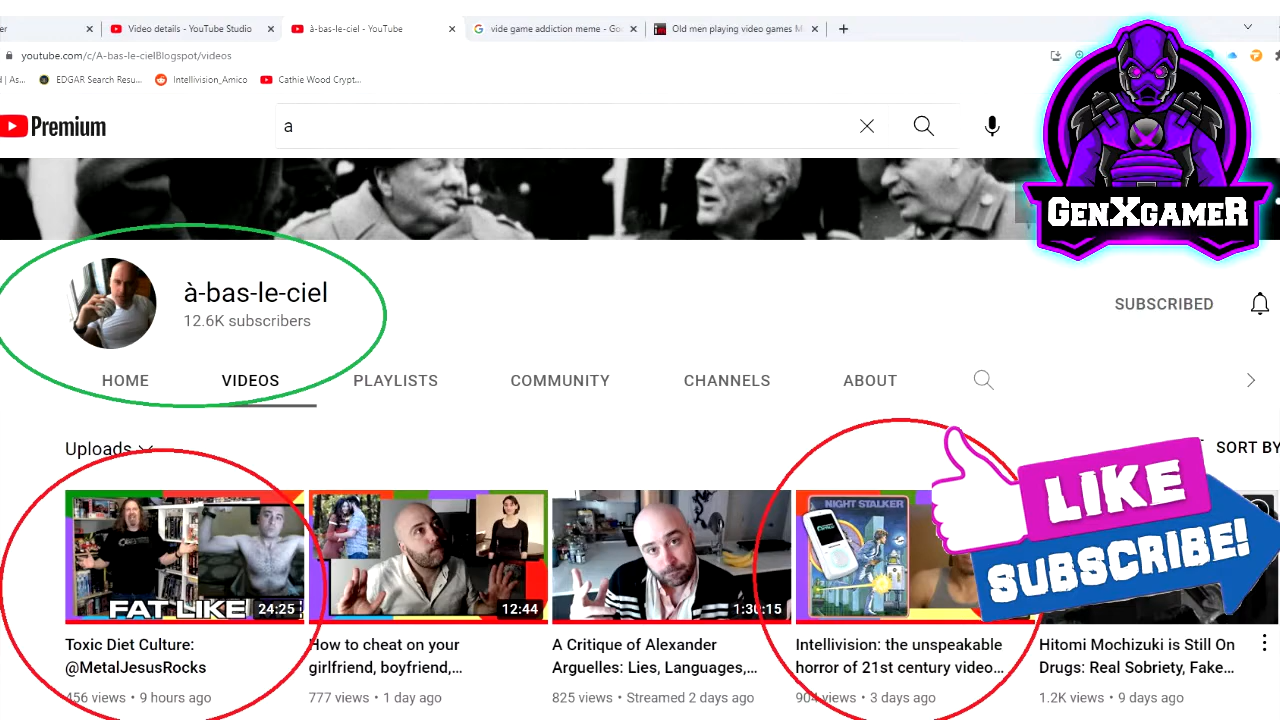 er
Video details - YouTube Studio
à-bas-le-ciel - YouTube
vide game addiction meme - Goo
Old men playing video games M
youtube.com/c/A-bas-le-cielBlogspot/videos
| As...
EDGAR Search Resu...
Intellivision_Amico
Cathie Wood Crypt...
Premium
a
GENXGAMER
à-bas-le-ciel
12.6K subscribers
SUBSCRIBED
HOME
VIDEOS
PLAYLISTS
COMMUNITY
CHANNELS
ABOUT
Uploads
SORT BY
NIGHT STALKER
LIKE
SUBSCRIBE!
FAT LIKE
24:25
12:44
1:30:15
Toxic Diet Culture:
@MetalJesusRocks
How to cheat on your
girlfriend, boyfriend,...
A Critique of Alexander
Arguelles: Lies, Languages,...
Intellivision: the unspeakable
horror of 21st century video...
Hitomi Mochizuki is Still On
Drugs: Real Sobriety, Fake...
456 views • 9 hours ago
777 views • 1 day ago
825 views • Streamed 2 days ago
904 views • 3 days ago
1.2K views • 9 days ago